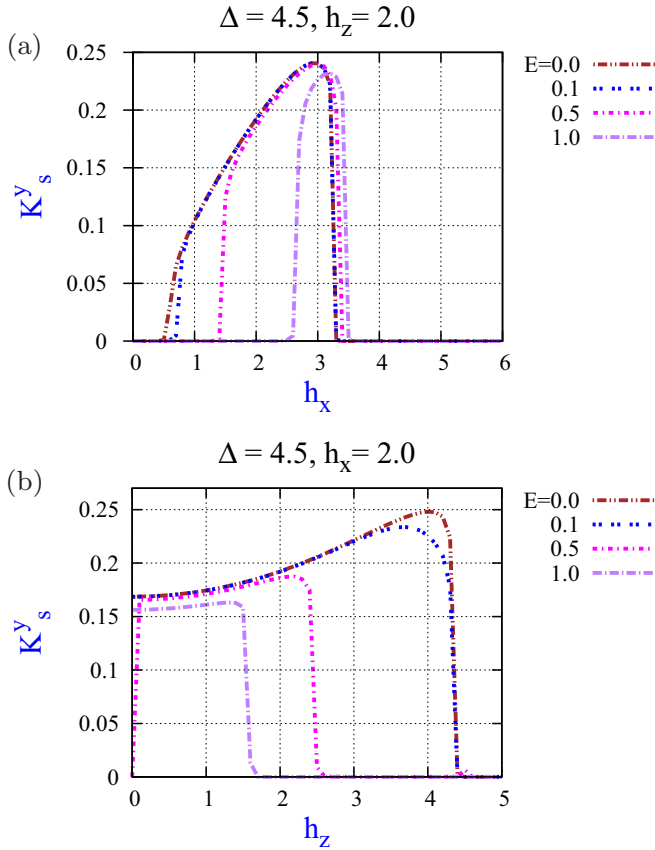 Δ = 4.5, h_z= 2.0
(a)
E=0.0
0.1
0.5
1.0
K^y_s
0.25
0.2
0.15
0.1
0.05
0
0 1 2 3 4 5 6
h_x
Δ = 4.5, h_x= 2.0
(b)
E=0.0
0.1
0.5
1.0
K^y_s
0.25
0.2
0.15
0.1
0.05
0
0 1 2 3 4 5
h_z